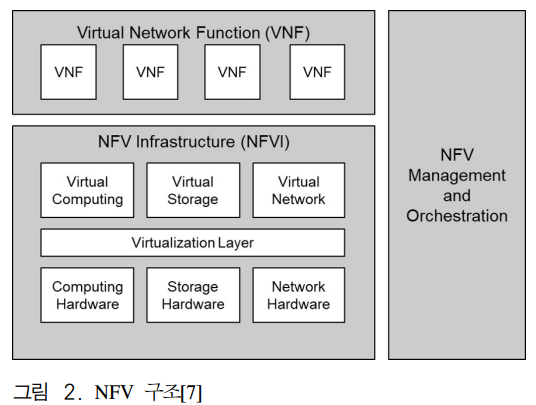 Virtual Network Function (VNF)
VNF VNF VNF VNF
NFV Infrastructure (NFVI)
Virtual Computing
Virtual Storage
Virtual Network
Virtualization Layer
Computing Hardware
Storage Hardware
Network Hardware
NFV
Management
and
Orchestration
그림 2. NFV 구조[7]